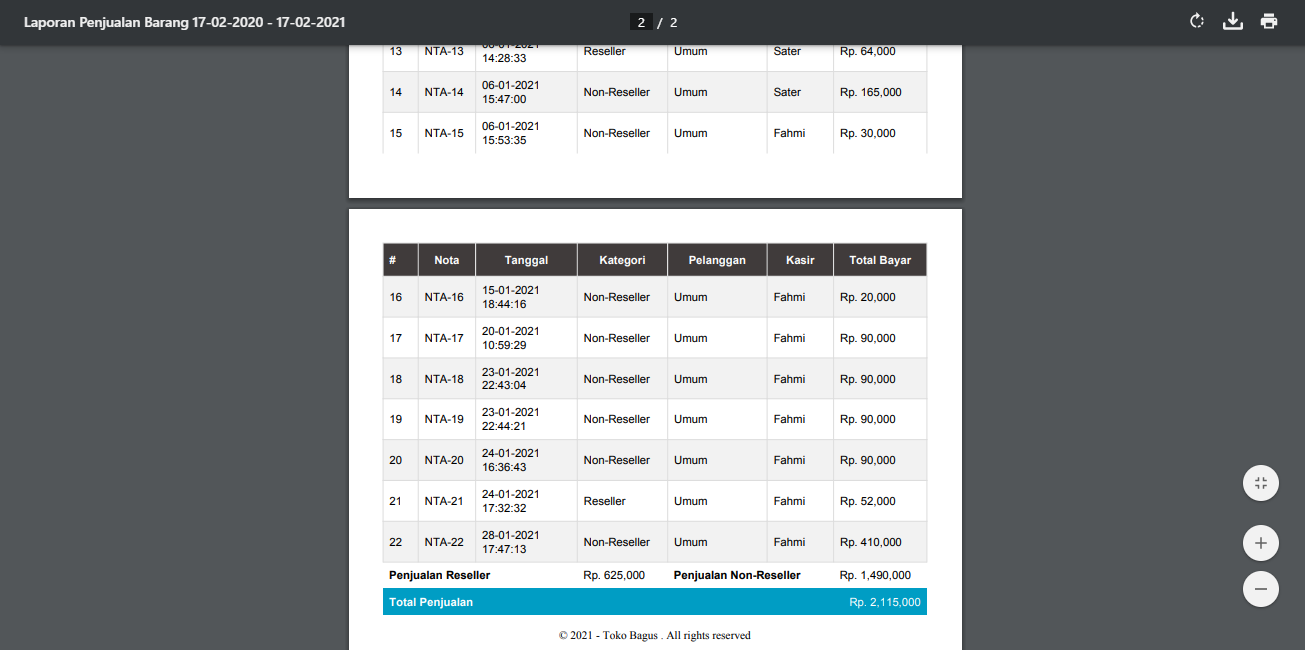 Laporan Penjualan Barang 17-02-2020 - 17-02-2021
2 / 2
13 NTA-13 14:28:33 Reseller Umum Sater Rp. 64,000
14 NTA-14 06-01-2021 15:47:00 Non-Reseller Umum Sater Rp. 165,000
15 NTA-15 06-01-2021 15:53:35 Non-Reseller Umum Fahmi Rp. 30,000
# Nota Tanggal Kategori Pelanggan Kasir Total Bayar
16 NTA-16 15-01-2021 18:44:16 Non-Reseller Umum Fahmi Rp. 20,000
17 NTA-17 20-01-2021 10:59:29 Non-Reseller Umum Fahmi Rp. 90,000
18 NTA-18 23-01-2021 22:43:04 Non-Reseller Umum Fahmi Rp. 90,000
19 NTA-19 23-01-2021 22:44:21 Non-Reseller Umum Fahmi Rp. 90,000
20 NTA-20 24-01-2021 16:36:43 Non-Reseller Umum Fahmi Rp. 90,000
21 NTA-21 24-01-2021 17:32:32 Reseller Umum Fahmi Rp. 52,000
22 NTA-22 28-01-2021 17:47:13 Non-Reseller Umum Fahmi Rp. 410,000
Penjualan Reseller Rp. 625,000 Penjualan Non-Reseller Rp. 1,490,000
Total Penjualan Rp. 2,115,000
© 2021 - Toko Bagus . All rights reserved